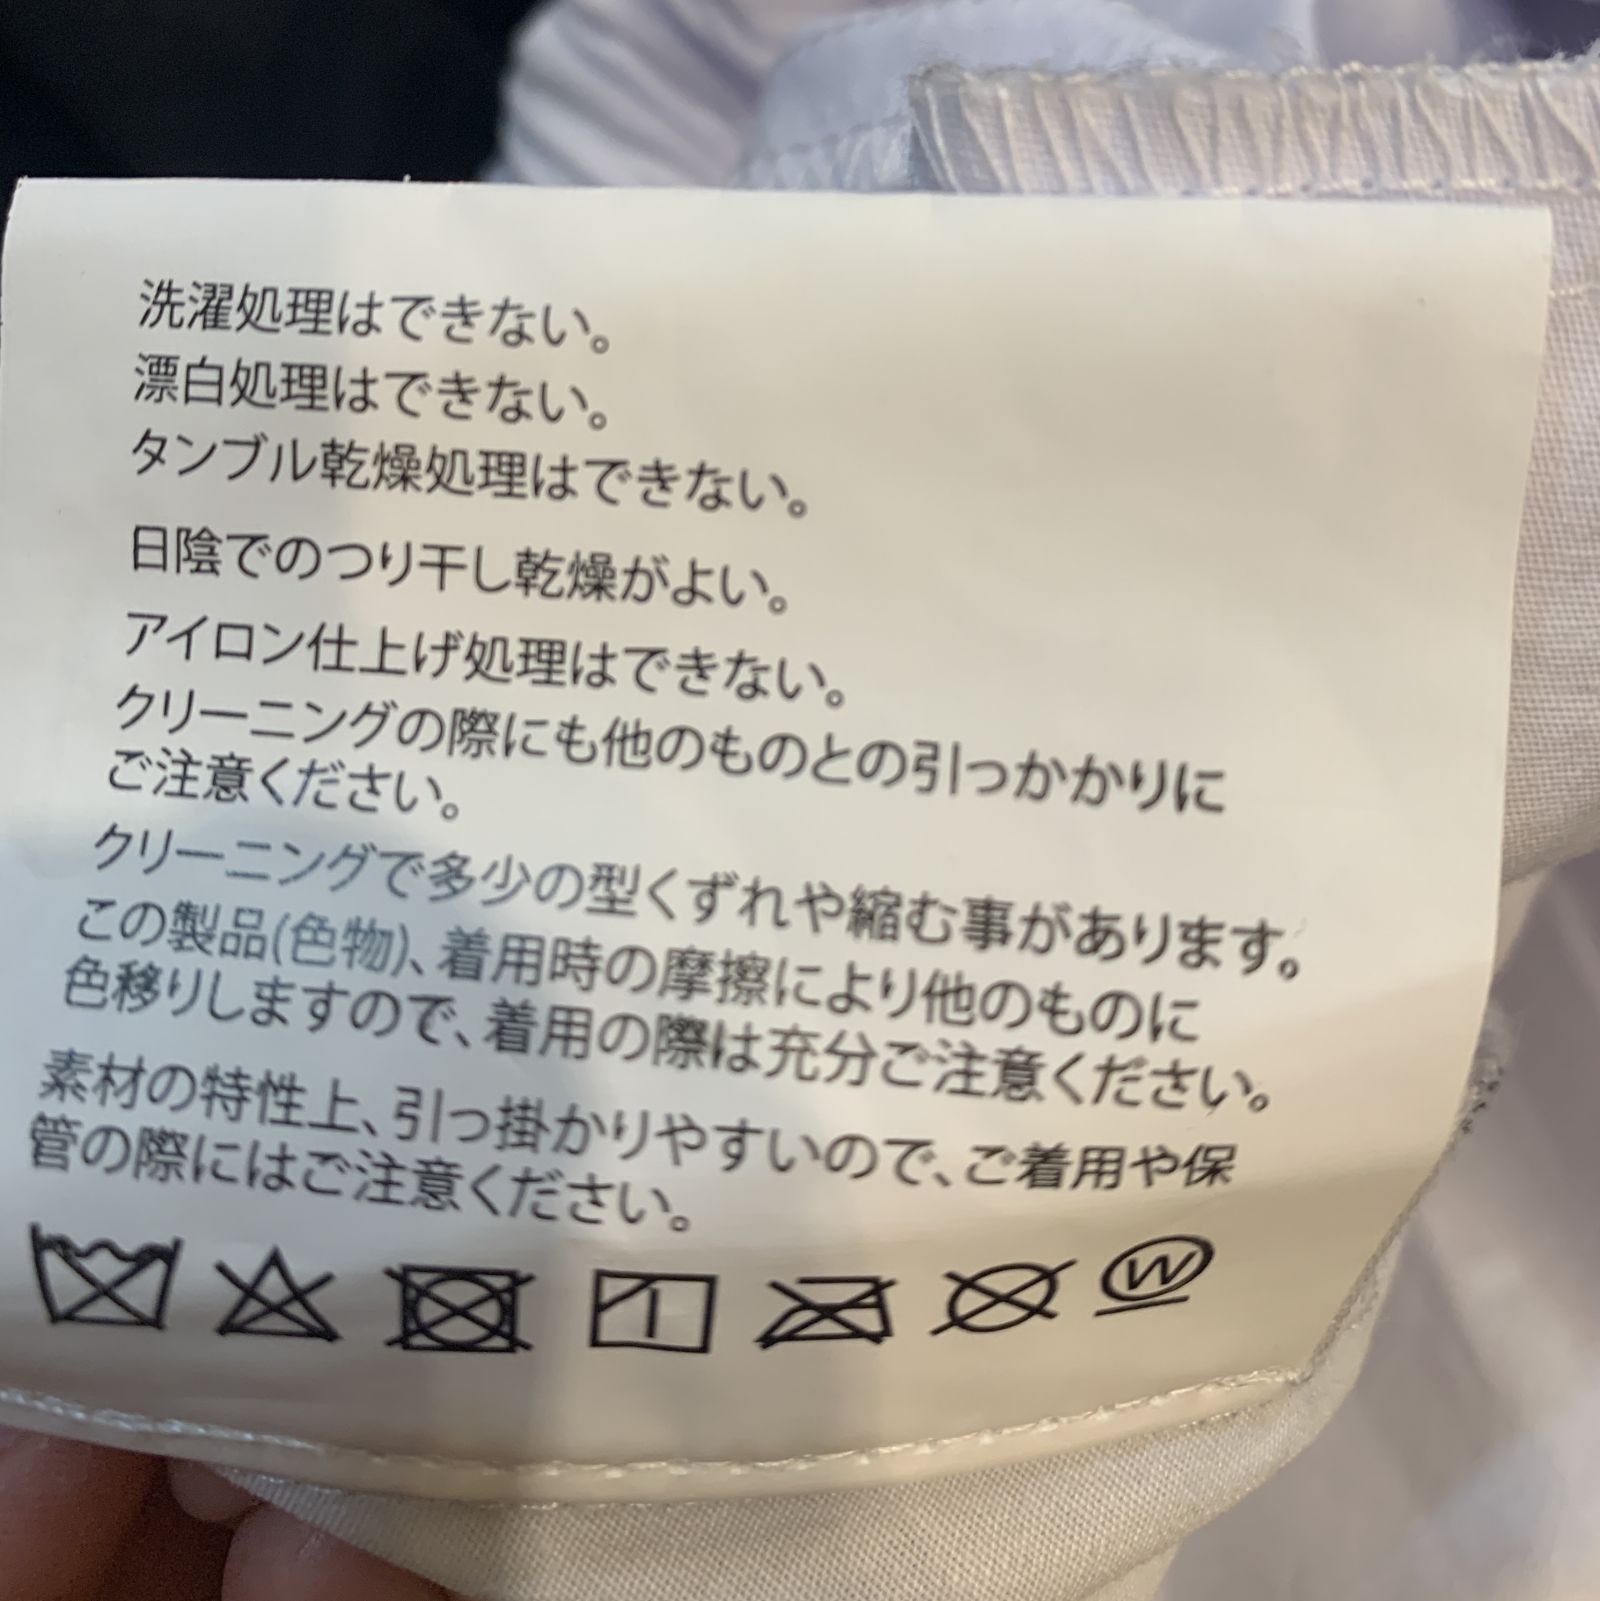 洗濯処理はできない。
漂白処理はできない。
タンブル乾燥処理はできない。
日陰でのつり干し乾燥がよい。
アイロン仕上げ処理はできない。
クリーニングの際にも他のものとの引っかかりに
ご注意ください。
クリーニングで多少の型くずれや縮む事があります。
この製品(色物)、着用時の摩擦により他のものに
色移りしますので、着用の際は充分ご注意ください。
素材の特性上、引っ掛かりやすいので、ご着用や保
管の際にはご注意ください。
W